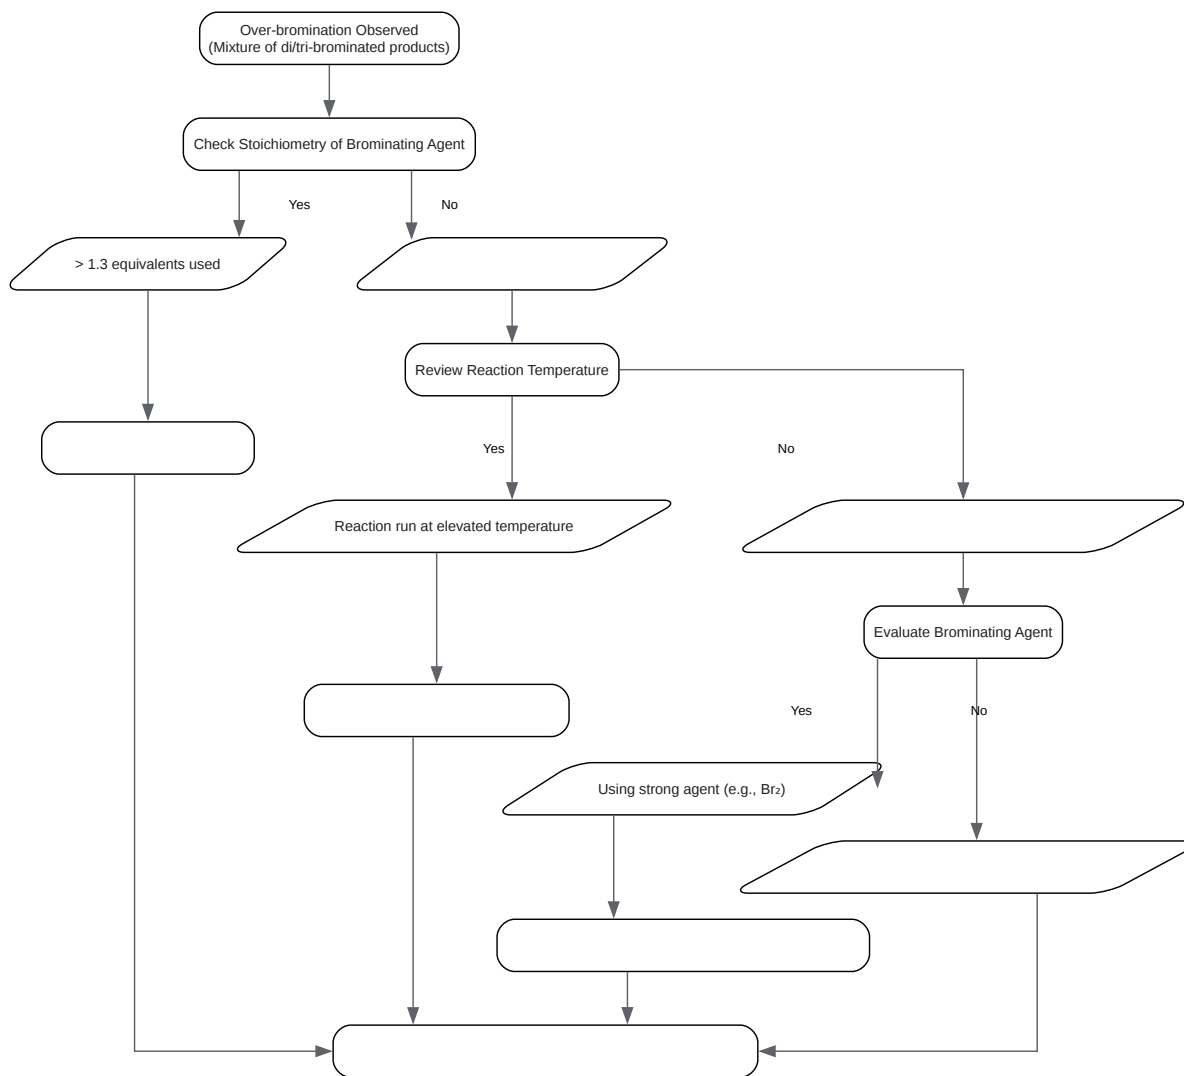 Over-bromination Observed
(Mixture of di/tri-brominated products)
Check Stoichiometry of Brominating Agent
Yes
No
> 1.3 equivalents used
Review Reaction Temperature
Yes
No
Reaction run at elevated temperature
Evaluate Brominating Agent
Yes
No
Using strong agent (e.g., Br₂)